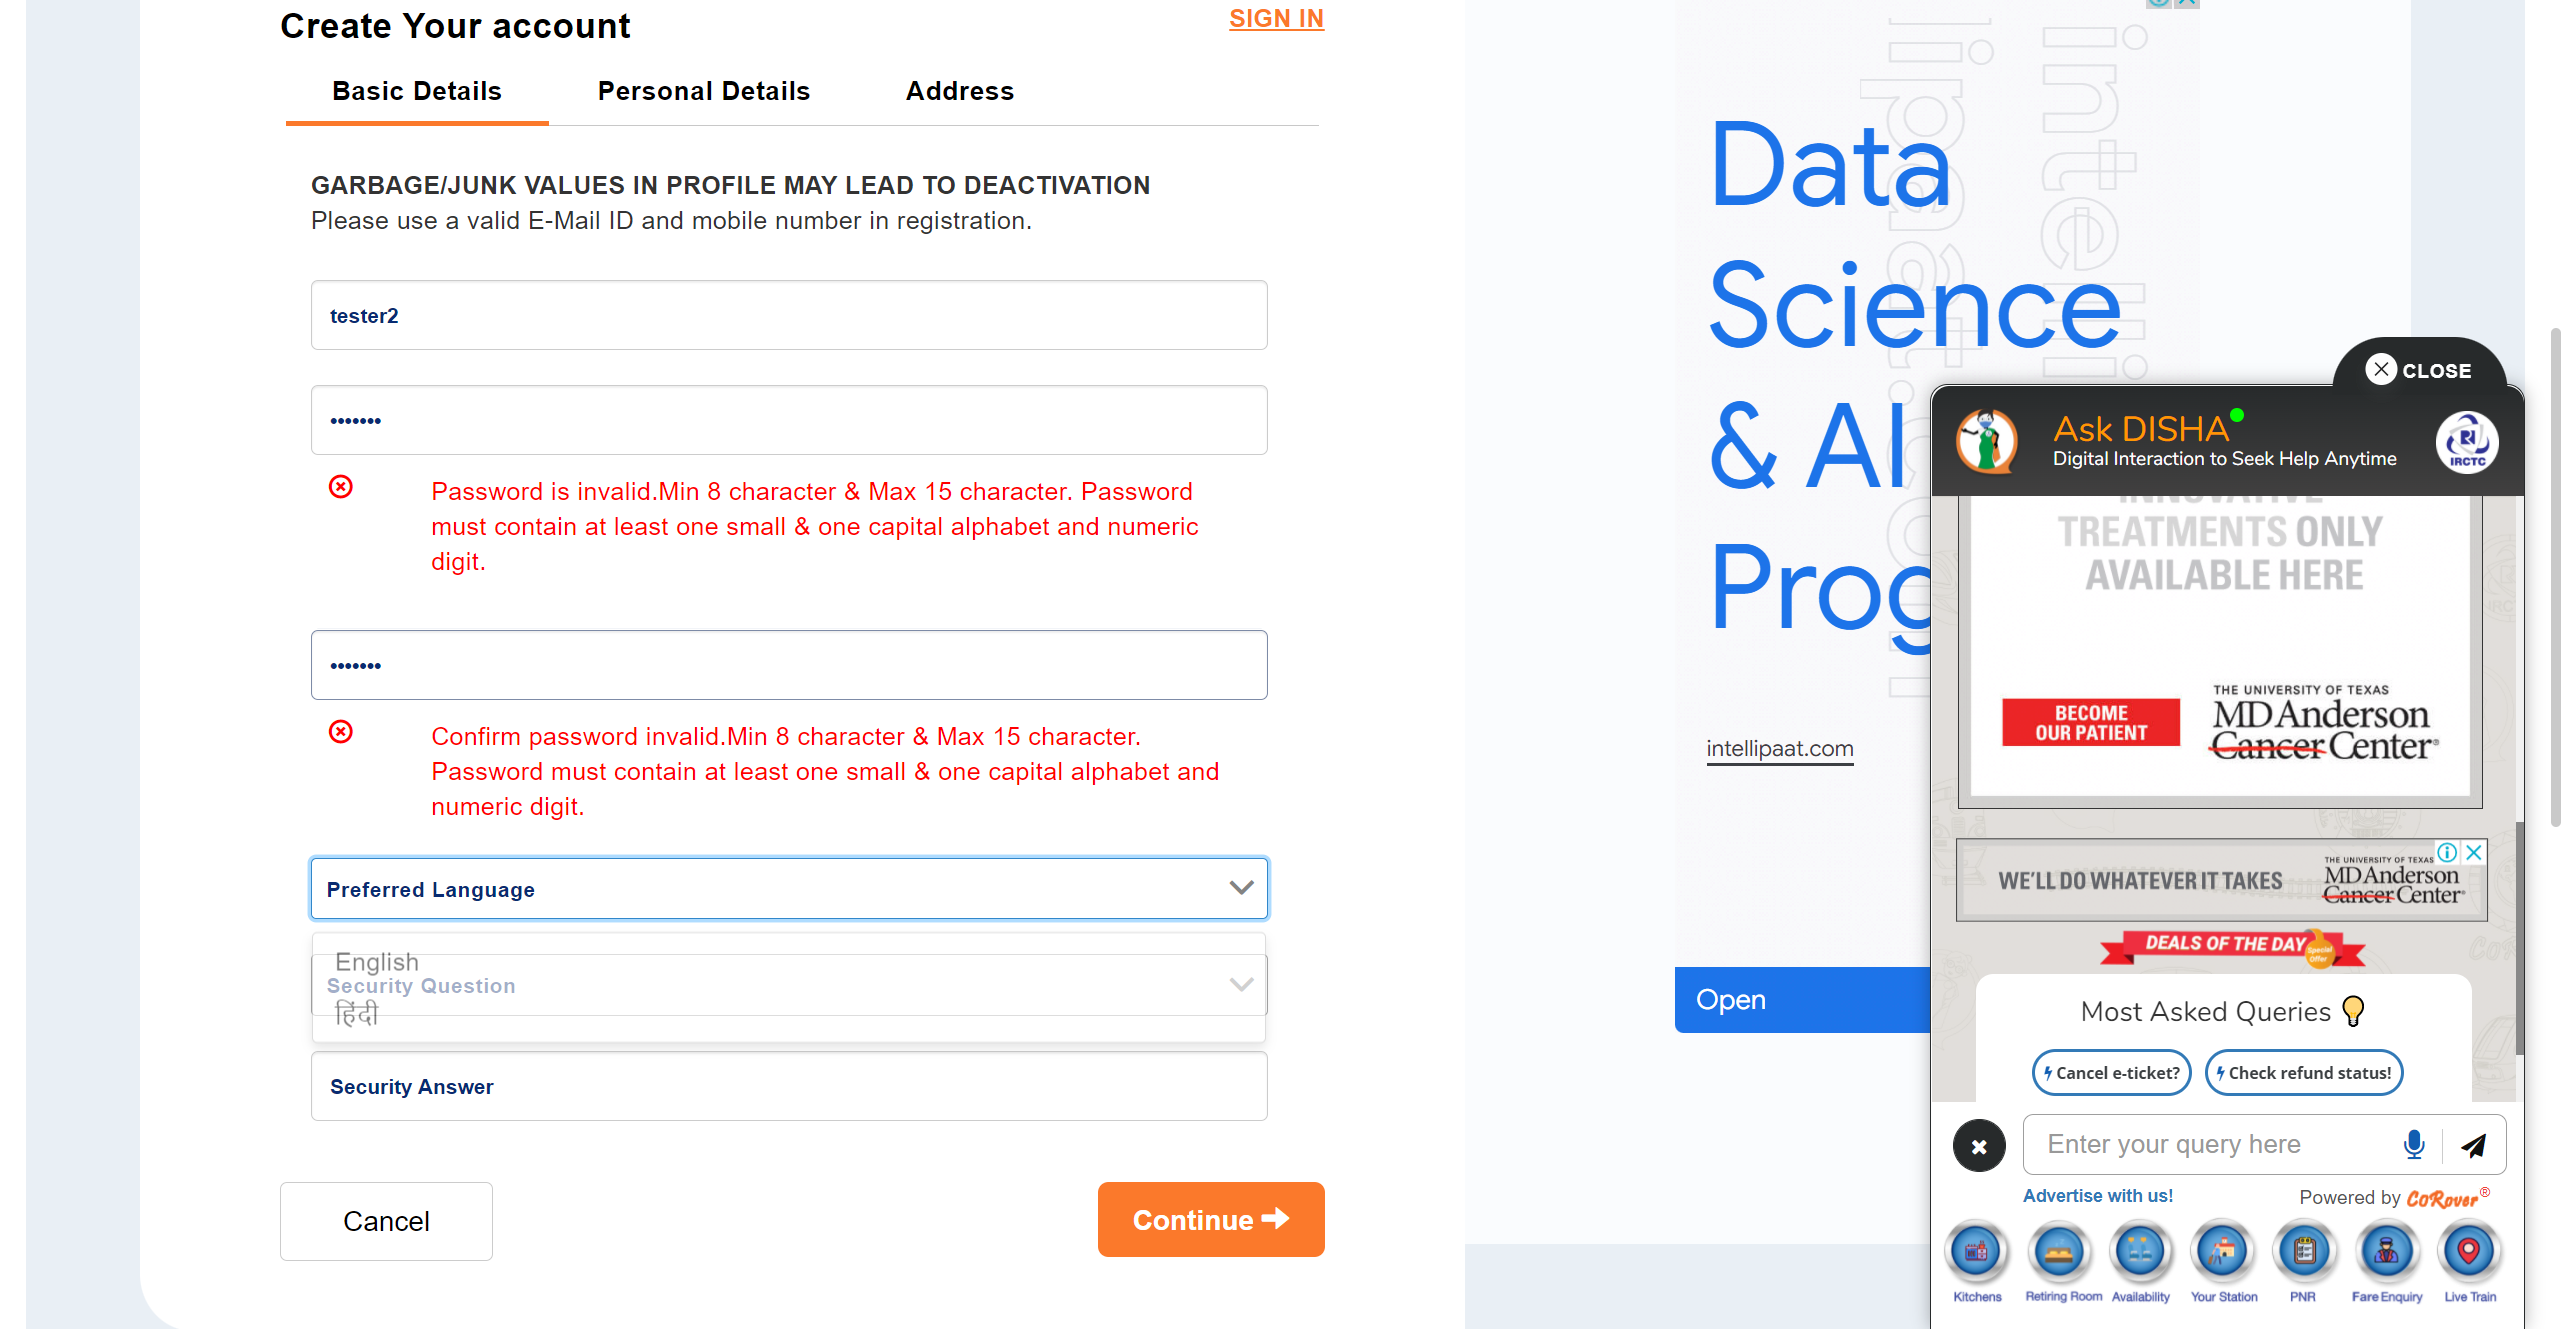 Create Your account
SIGN IN
Basic Details
Personal Details
Address
GARBAGE/JUNK VALUES IN PROFILE MAY LEAD TO DEACTIVATION
Please use a valid E-Mail ID and mobile number in registration.
tester2
•••••••
Password is invalid.Min 8 character & Max 15 character. Password
must contain at least one small & one capital alphabet and numeric
digit.
•••••••
Confirm password invalid.Min 8 character & Max 15 character.
Password must contain at least one small & one capital alphabet and
numeric digit.
Preferred Language
English
Security Question
हिंदी
Security Answer
Cancel
Continue
intellipaat.com
Data
Science
& AI
Prog
intellipaat.com
Open
CLOSE
Ask DISHA
Digital Interaction to Seek Help Anytime
IRCTC
INNOVATIVE
TREATMENTS ONLY
AVAILABLE HERE
BECOME
OUR PATIENT
THE UNIVERSITY OF TEXAS
MD Anderson
Cancer Center®
WE'LL DO WHATEVER IT TAKES
THE UNIVERSITY OF TEXAS
MD Anderson
Cancer Center®
DEALS OF THE DAY
Special
Offer
Most Asked Queries
Cancel e-ticket?
Check refund status!
Enter your query here
Advertise with us!
Powered by CoRover®
Kitchens
Retiring Room
Availability
Your Station
PNR
Fare Enquiry
Live Train